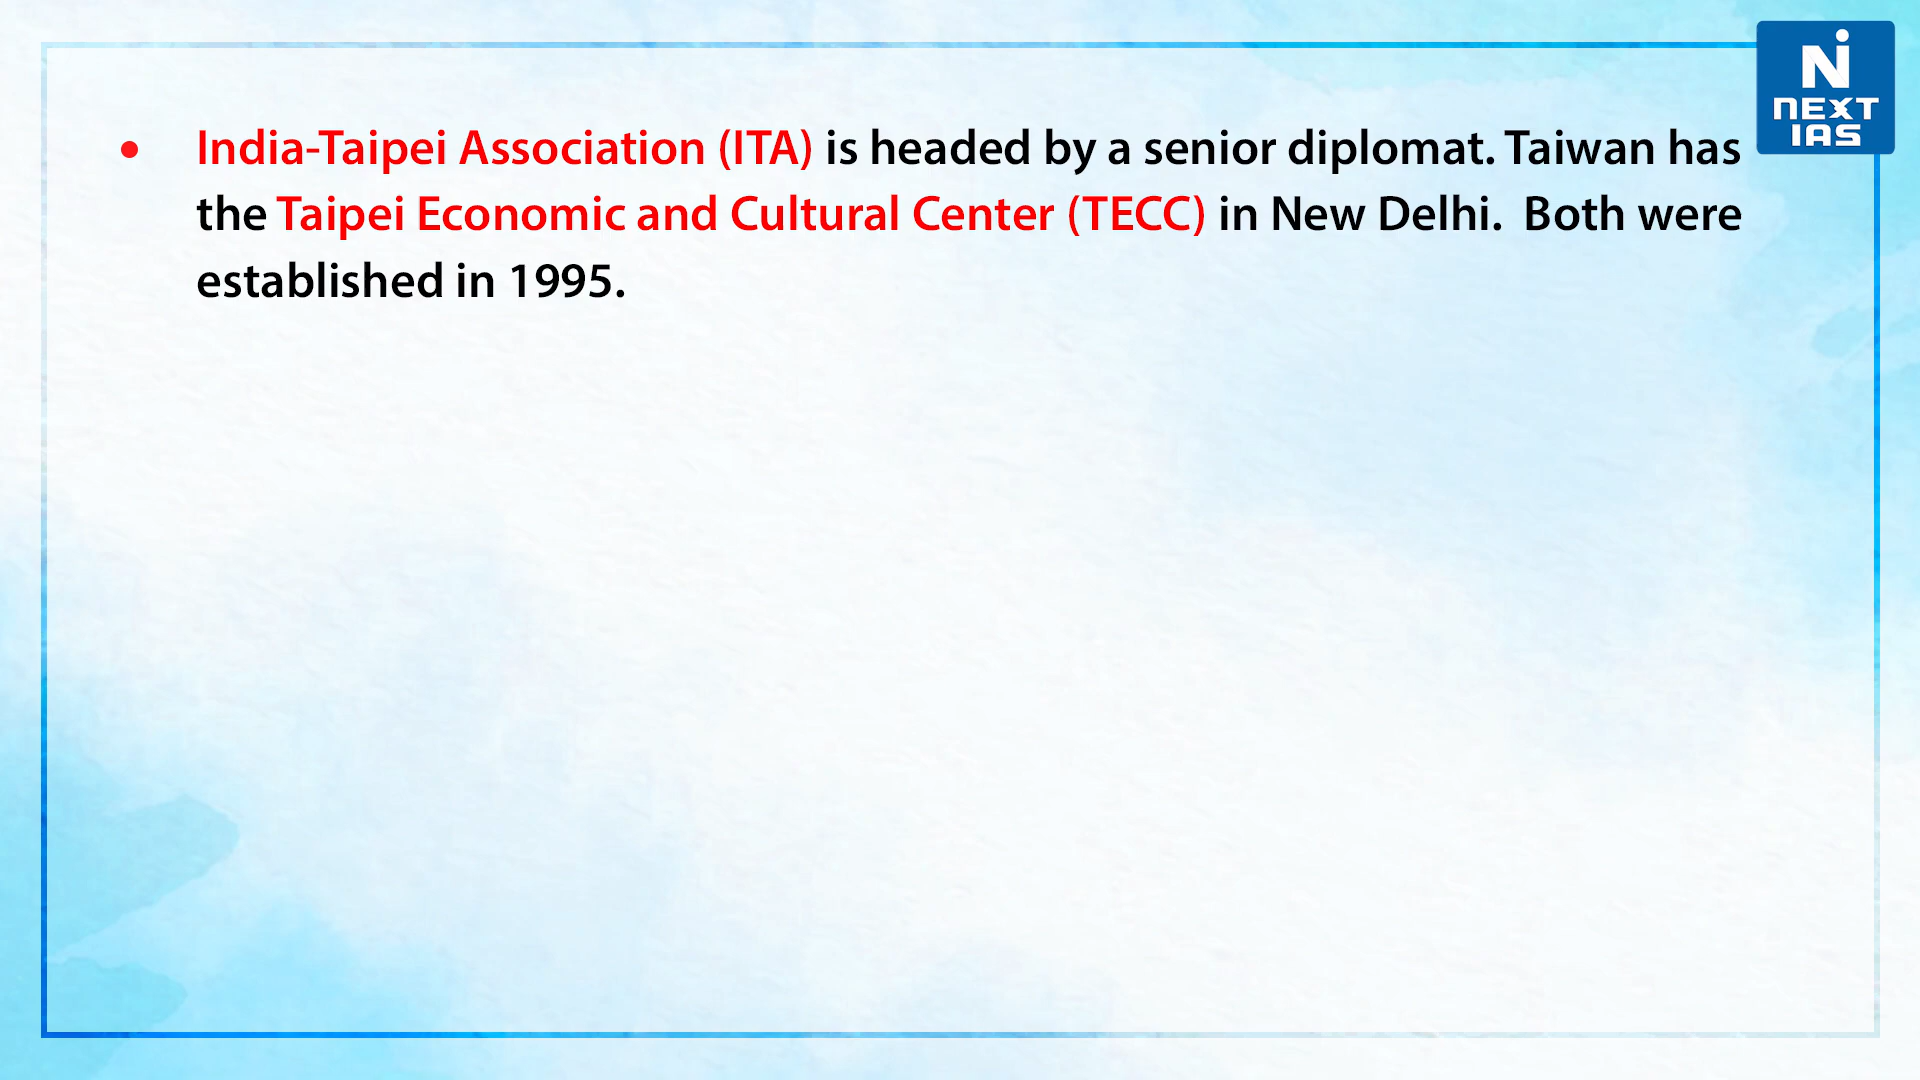 NEXT
IAS
• India-Taipei Association (ITA) is headed by a senior diplomat. Taiwan has
the Taipei Economic and Cultural Center (TECC) in New Delhi.  Both were
established in 1995.